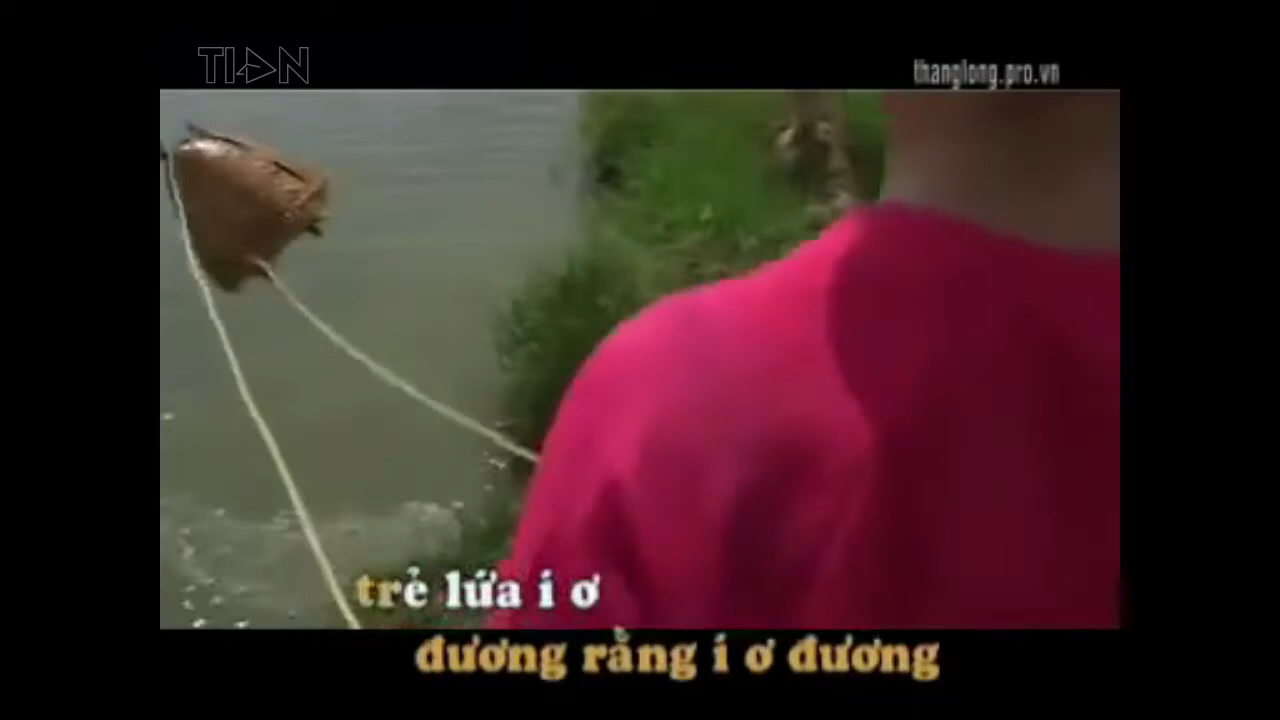 TIAN
thanglong.pro.vn
trẻ lứa í ơ
đương rằng í ơ đương